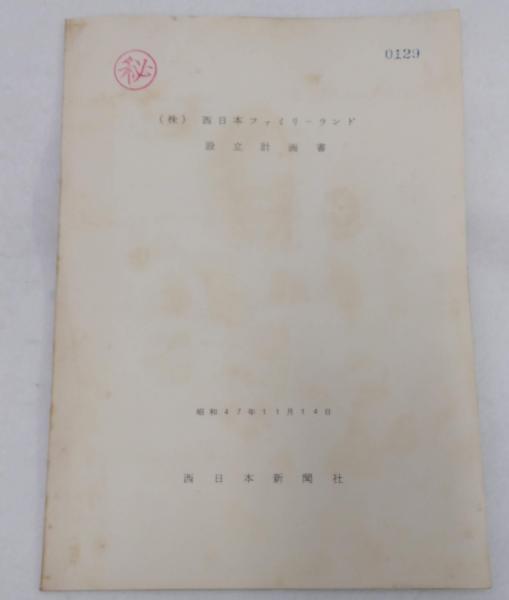 秘
0129
(株) 西日本ファミリーランド
設立計画書
昭和47年11月14日
西日本新聞社